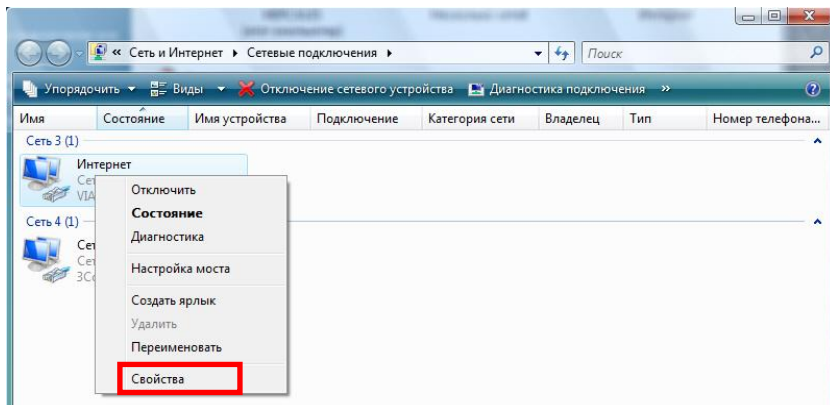 « Сеть и Интернет Сетевые подключения Поиск
Упорядочить Виды Отключение сетевого устройства Диагностика подключения »
Имя Состояние Имя устройства Подключение Категория сети Владелец Тип Номер телефона...
Сеть 3 (1)
Интернет
VIA
Отключить
Состояние
Диагностика
Сеть 4 (1)
Настройка моста
Создать ярлык
Удалить
Переименовать
Свойства